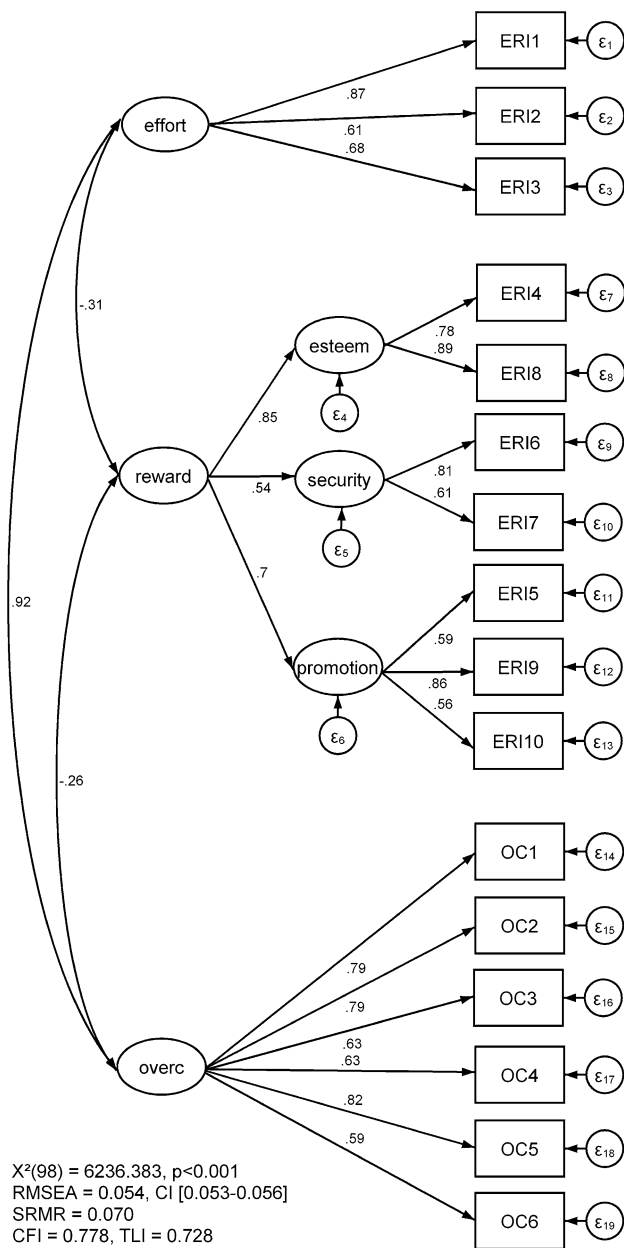 ERI1
ε₁
.87
effort
ERI2
ε₂
.61
.68
ERI3
ε₃
-.31
ERI4
ε₇
.78
esteem
.89
ERI8
ε₈
.85
ε₄
ERI6
ε₉
.81
reward
.54
security
.61
ERI7
ε₁₀
ε₅
.7
ERI5
ε₁₁
.92
.59
promotion
ERI9
ε₁₂
.86
.56
ε₆
ERI10
ε₁₃
-.26
OC1
ε₁₄
OC2
ε₁₅
.79
OC3
ε₁₆
.79
.63
.63
overc
OC4
ε₁₇
.82
OC5
ε₁₈
.59
OC6
ε₁₉
X²(98) = 6236.383, p<0.001
RMSEA = 0.054, CI [0.053-0.056]
SRMR = 0.070
CFI = 0.778, TLI = 0.728